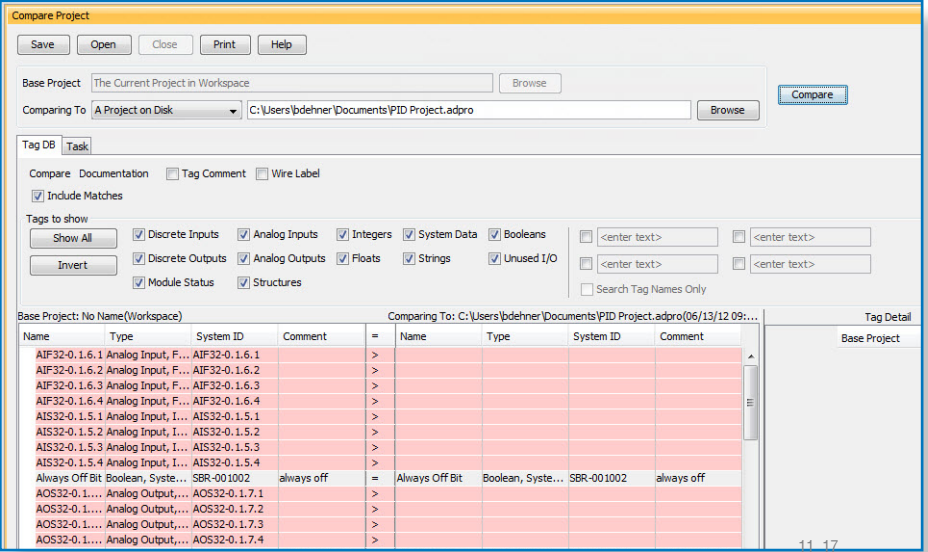 Compare Project
Save Open Close Print Help
Base Project The Current Project in Workspace Browse
Compare
Comparing To A Project on Disk C:\Users\bdehner\Documents\PID Project.adpro Browse
Tag DB Task
Compare Documentation Tag Comment Wire Label
Include Matches
Tags to show
Show All Discrete Inputs Analog Inputs Integers System Data Booleans <enter text> <enter text>
Invert Discrete Outputs Analog Outputs Floats Strings Unused I/O <enter text> <enter text>
Module Status Structures Search Tag Names Only
Base Project: No Name(Workspace) Comparing To: C:\Users\bdehner\Documents\PID Project.adpro(06/13/12 09:... Tag Detail
Name Type System ID Comment = Name Type System ID Comment Base Project
AIF32-0.1.6.1 Analog Input, F... AIF32-0.1.6.1 >
AIF32-0.1.6.2 Analog Input, F... AIF32-0.1.6.2 >
AIF32-0.1.6.3 Analog Input, F... AIF32-0.1.6.3 >
AIF32-0.1.6.4 Analog Input, F... AIF32-0.1.6.4 >
AIS32-0.1.5.1 Analog Input, I... AIS32-0.1.5.1 >
AIS32-0.1.5.2 Analog Input, I... AIS32-0.1.5.2 >
AIS32-0.1.5.3 Analog Input, I... AIS32-0.1.5.3 >
AIS32-0.1.5.4 Analog Input, I... AIS32-0.1.5.4 >
Always Off Bit Boolean, Syste... SBR-001002 always off = Always Off Bit Boolean, Syste... SBR-001002 always off
AOS32-0.1.... Analog Output,... AOS32-0.1.7.1 >
AOS32-0.1.... Analog Output,... AOS32-0.1.7.2 >
AOS32-0.1.... Analog Output,... AOS32-0.1.7.3 >
AOS32-0.1.... Analog Output,... AOS32-0.1.7.4 >
11 17